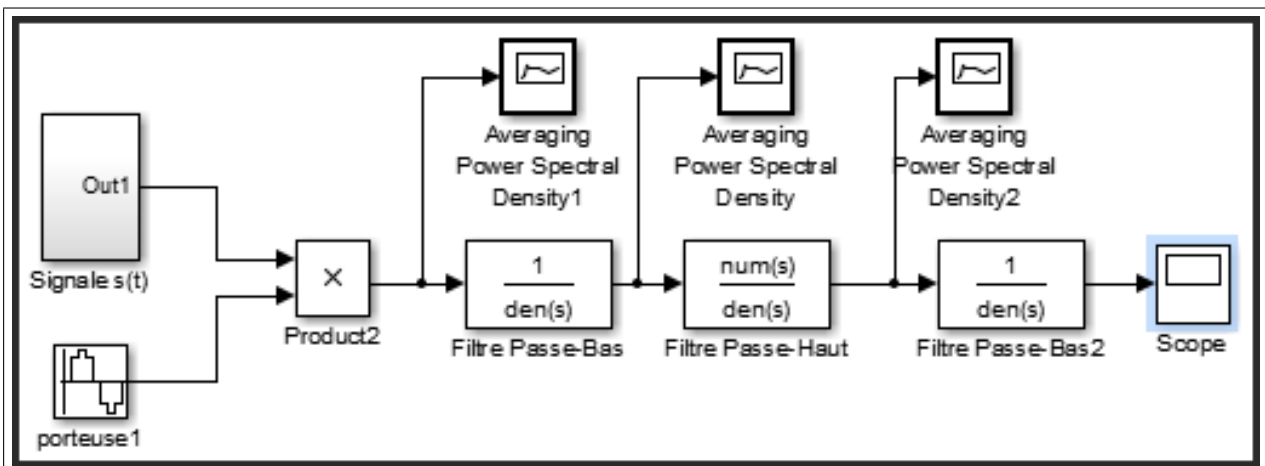 Averaging
Power Spectral
Density1
Averaging
Power Spectral
Density
Averaging
Power Spectral
Density2
Out1
Signale s(t)
×
Product2
1
den(s)
Filtre Passe-Bas
num(s)
den(s)
Filtre Passe-Haut
1
den(s)
Filtre Passe-Bas2
Scope
porteuse1